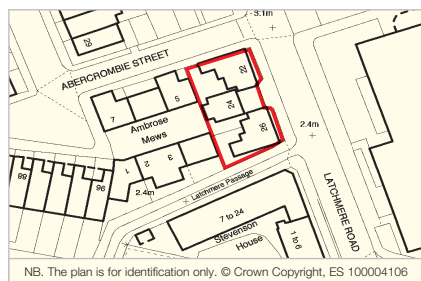 3.1m
ABERCROMBIE STREET
79
22
5
24
7
Ambrose
Mews
26
2.4m
3
2
1
2.4m
96
88
Latchmere Passage
LATCHMERE ROAD
7 to 24
Stevenson
House
1 to 6
NB. The plan is for identification only. © Crown Copyright, ES 100004106